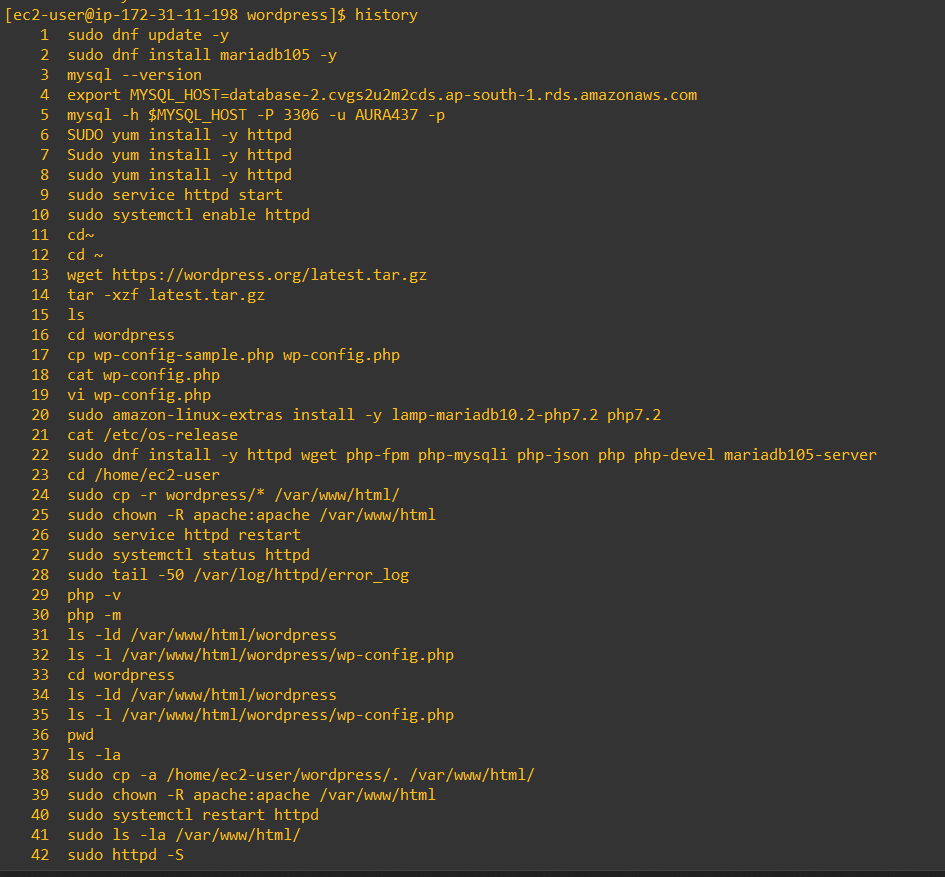 [ec2-user@ip-172-31-11-198 wordpress]$ history
1 sudo dnf update -y
2 sudo dnf install mariadb105 -y
3 mysql --version
4 export MYSQL_HOST=database-2.cvgs2u2m2cds.ap-south-1.rds.amazonaws.com
5 mysql -h $MYSQL_HOST -P 3306 -u AURA437 -p
6 SUDO yum install -y httpd
7 Sudo yum install -y httpd
8 sudo yum install -y httpd
9 sudo service httpd start
10 sudo systemctl enable httpd
11 cd~
12 cd ~
13 wget https://wordpress.org/latest.tar.gz
14 tar -xzf latest.tar.gz
15 ls
16 cd wordpress
17 cp wp-config-sample.php wp-config.php
18 cat wp-config.php
19 vi wp-config.php
20 sudo amazon-linux-extras install -y lamp-mariadb10.2-php7.2 php7.2
21 cat /etc/os-release
22 sudo dnf install -y httpd wget php-fpm php-mysqli php-json php php-devel mariadb105-server
23 cd /home/ec2-user
24 sudo cp -r wordpress/* /var/www/html/
25 sudo chown -R apache:apache /var/www/html
26 sudo service httpd restart
27 sudo systemctl status httpd
28 sudo tail -50 /var/log/httpd/error_log
29 php -v
30 php -m
31 ls -ld /var/www/html/wordpress
32 ls -l /var/www/html/wordpress/wp-config.php
33 cd wordpress
34 ls -ld /var/www/html/wordpress
35 ls -l /var/www/html/wordpress/wp-config.php
36 pwd
37 ls -la
38 sudo cp -a /home/ec2-user/wordpress/. /var/www/html/
39 sudo chown -R apache:apache /var/www/html
40 sudo systemctl restart httpd
41 sudo ls -la /var/www/html/
42 sudo httpd -S